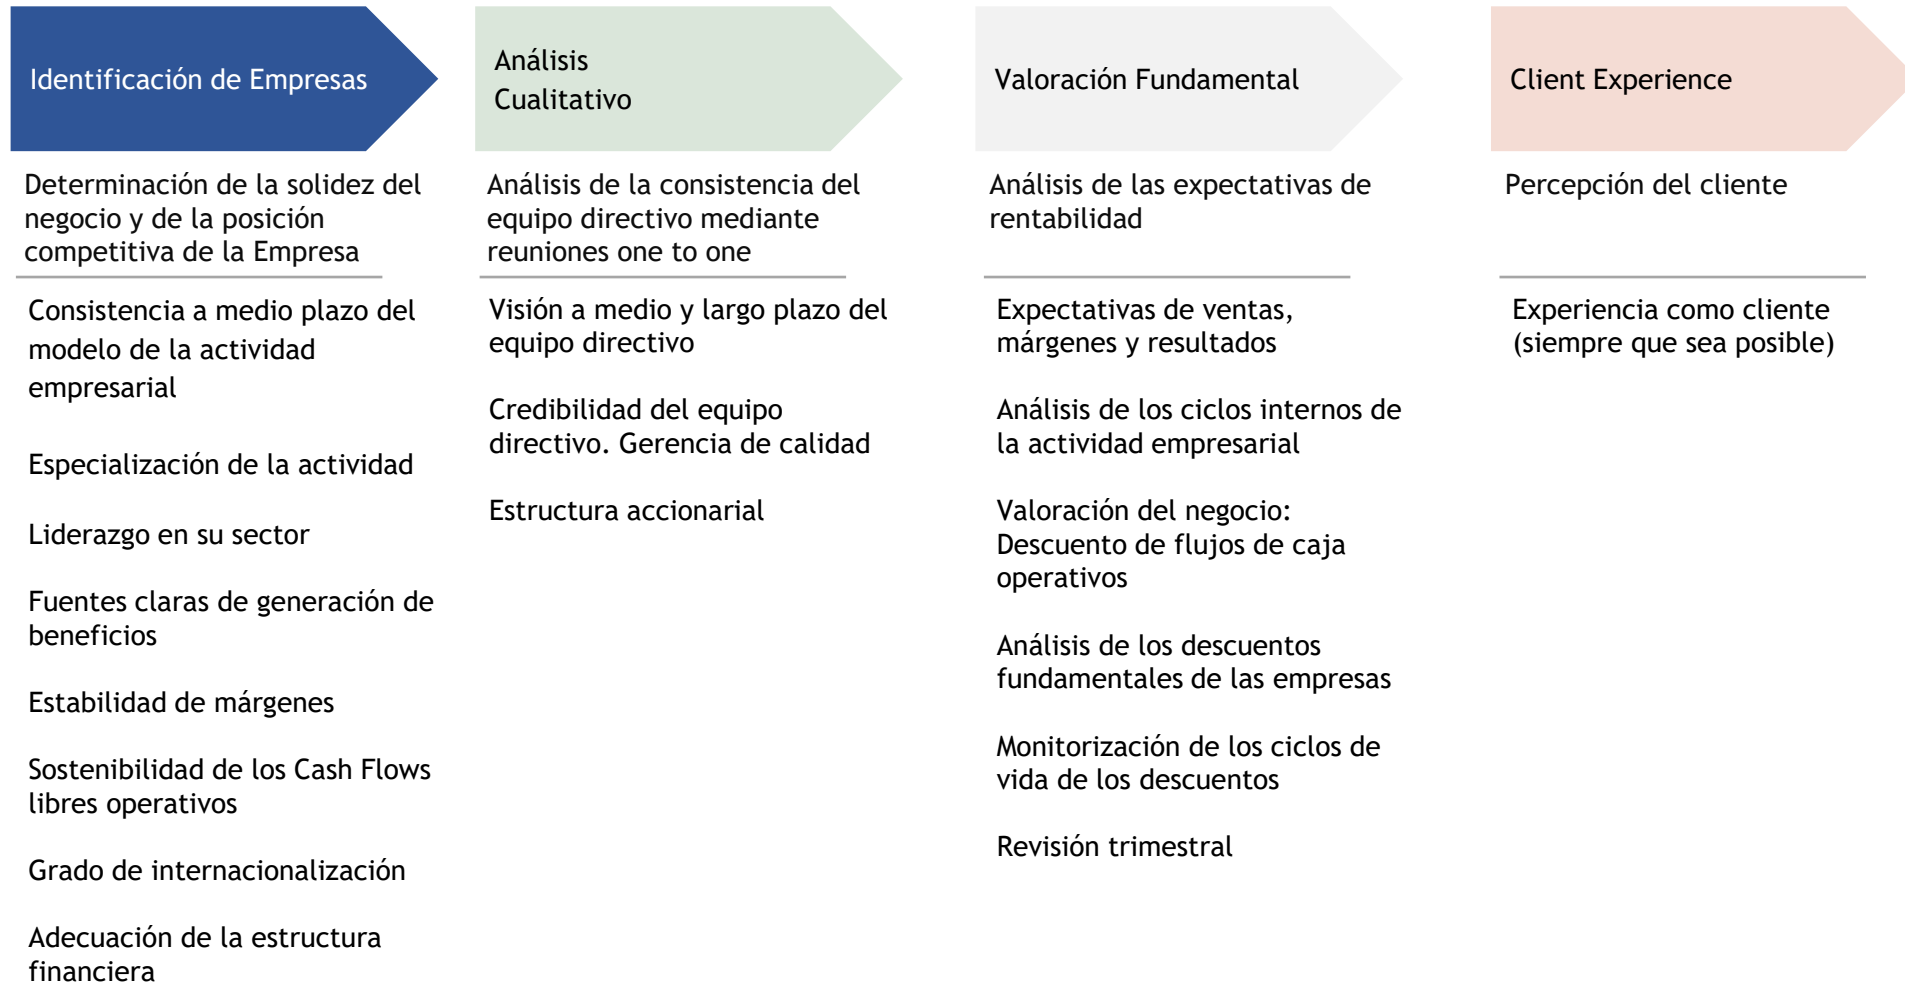 Identificación de Empresas
Determinación de la solidez del
negocio y de la posición
competitiva de la Empresa
Consistencia a medio plazo del
modelo de la actividad
empresarial
Especialización de la actividad
Liderazgo en su sector
Fuentes claras de generación de
beneficios
Estabilidad de márgenes
Sostenibilidad de los Cash Flows
libres operativos
Grado de internacionalización
Adecuación de la estructura
financiera
Análisis
Cualitativo
Análisis de la consistencia del
equipo directivo mediante
reuniones one to one
Visión a medio y largo plazo del
equipo directivo
Credibilidad del equipo
directivo. Gerencia de calidad
Estructura accionarial
Valoración Fundamental
Análisis de las expectativas de
rentabilidad
Expectativas de ventas,
márgenes y resultados
Análisis de los ciclos internos de
la actividad empresarial
Valoración del negocio:
Descuento de flujos de caja
operativos
Análisis de los descuentos
fundamentales de las empresas
Monitorización de los ciclos de
vida de los descuentos
Revisión trimestral
Client Experience
Percepción del cliente
Experiencia como cliente
(siempre que sea posible)